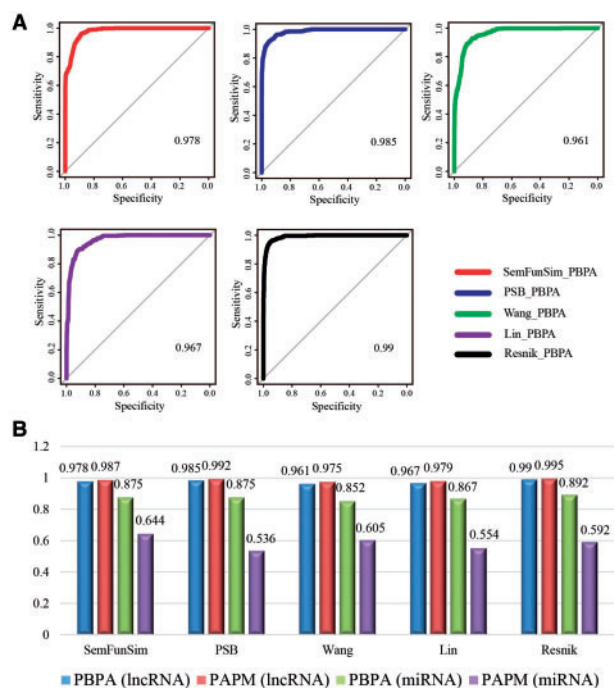 A
Sensitivity
1.0
0.8
0.6
0.4
0.2
0.0
0.978
1.0 0.8 0.6 0.4 0.2 0.0
Specificity
Sensitivity
1.0
0.8
0.6
0.4
0.2
0.0
0.985
1.0 0.8 0.6 0.4 0.2 0.0
Specificity
Sensitivity
1.0
0.8
0.6
0.4
0.2
0.0
0.961
1.0 0.8 0.6 0.4 0.2 0.0
Specificity
Sensitivity
1.0
0.8
0.6
0.4
0.2
0.0
0.967
1.0 0.8 0.6 0.4 0.2 0.0
Specificity
Sensitivity
1.0
0.8
0.6
0.4
0.2
0.0
0.99
1.0 0.8 0.6 0.4 0.2 0.0
Specificity
SemFunSim_PBPA
PSB_PBPA
Wang_PBPA
Lin_PBPA
Resnik_PBPA
B
1.2
1
0.8
0.6
0.4
0.2
0
0.978 0.987 0.875 0.644
0.985 0.992 0.875 0.536
0.961 0.975 0.852 0.605
0.967 0.979 0.867 0.554
0.99 0.995 0.892 0.592
SemFunSim PSB Wang Lin Resnik
PBPA (lncRNA) PAPM (lncRNA) PBPA (miRNA) PAPM (miRNA)